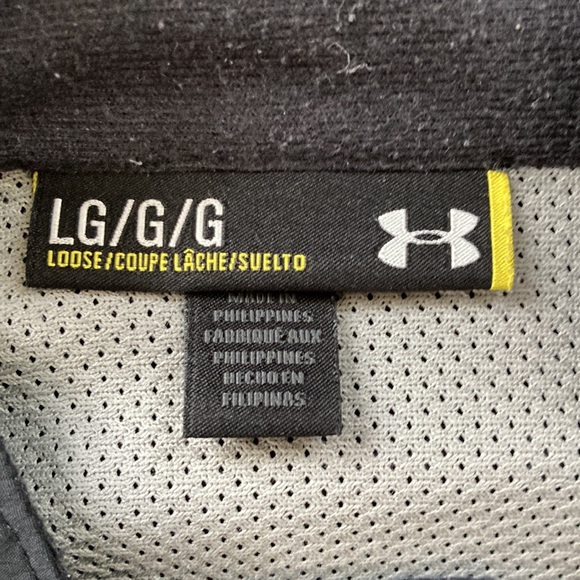 LG/G/G
LOOSE/COUPE LÂCHE/SUELTO
MADE IN
PHILIPPINES
FABRIQUÉ AUX
PHILIPPINES
HECHO EN
FILIPINAS